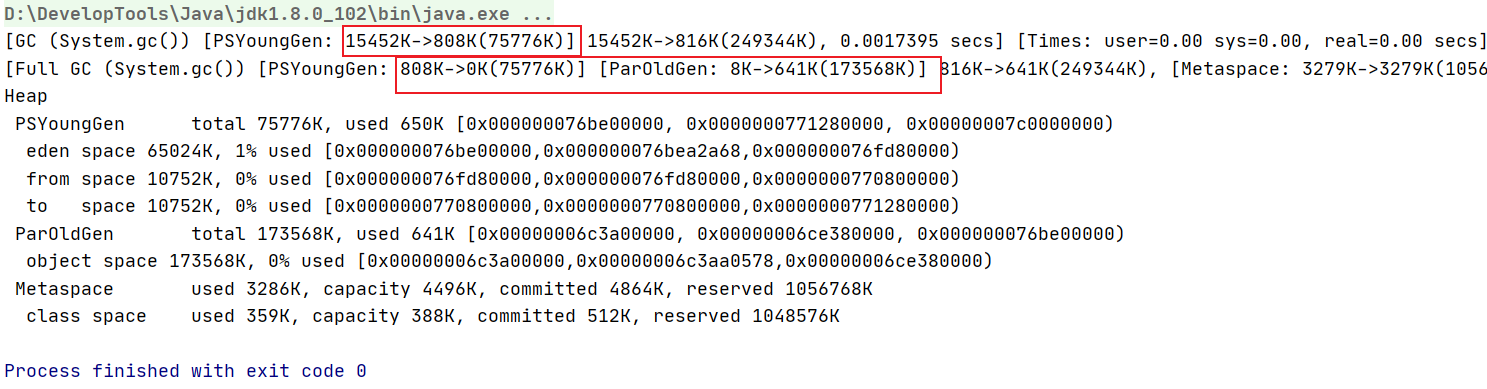 D:\DevelopTools\Java\jdk1.8.0_102\bin\java.exe ...
[GC (System.gc()) [PSYoungGen: 15452K->808K(75776K)] 15452K->816K(249344K), 0.0017395 secs] [Times: user=0.00 sys=0.00, real=0.00 secs]
[Full GC (System.gc()) [PSYoungGen: 808K->0K(75776K)] [ParOldGen: 8K->641K(173568K)] 816K->641K(249344K), [Metaspace: 3279K->3279K(1056
Heap
 PSYoungGen      total 75776K, used 650K [0x000000076be00000, 0x0000000771280000, 0x00000007c0000000)
  eden space 65024K, 1% used [0x000000076be00000,0x000000076bea2a68,0x000000076fd80000)
  from space 10752K, 0% used [0x000000076fd80000,0x000000076fd80000,0x0000000770800000)
  to   space 10752K, 0% used [0x0000000770800000,0x0000000770800000,0x0000000771280000)
 ParOldGen       total 173568K, used 641K [0x00000006c3a00000, 0x00000006ce380000, 0x000000076be00000)
  object space 173568K, 0% used [0x00000006c3a00000,0x00000006c3aa0578,0x00000006ce380000)
 Metaspace       used 3286K, capacity 4496K, committed 4864K, reserved 1056768K
  class space    used 359K, capacity 388K, committed 512K, reserved 1048576K
Process finished with exit code 0